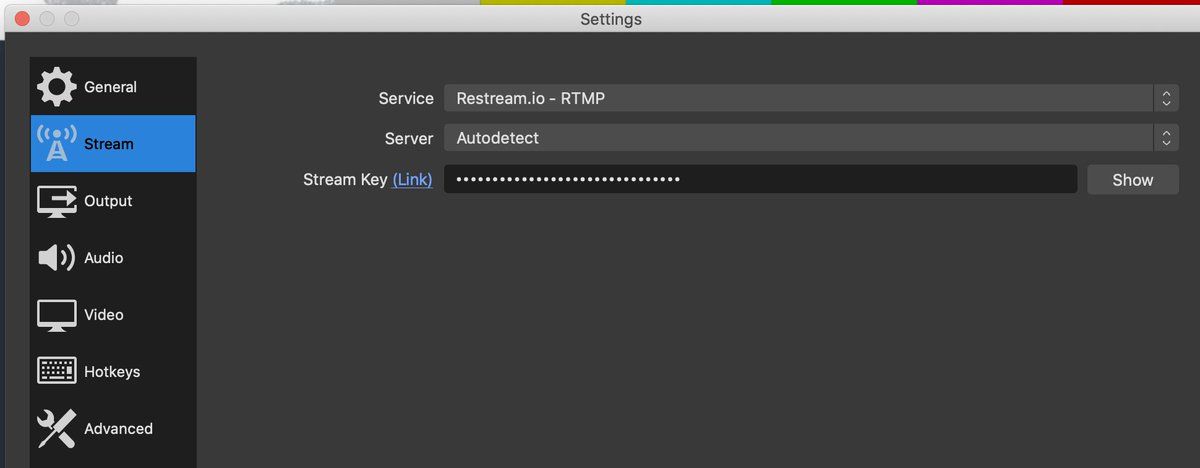 Settings
General
Stream
Output
Audio
Video
Hotkeys
Advanced
Service Restream.io - RTMP
Server Autodetect
Stream Key (Link) ••••••••••••••••••••••••••••••• Show